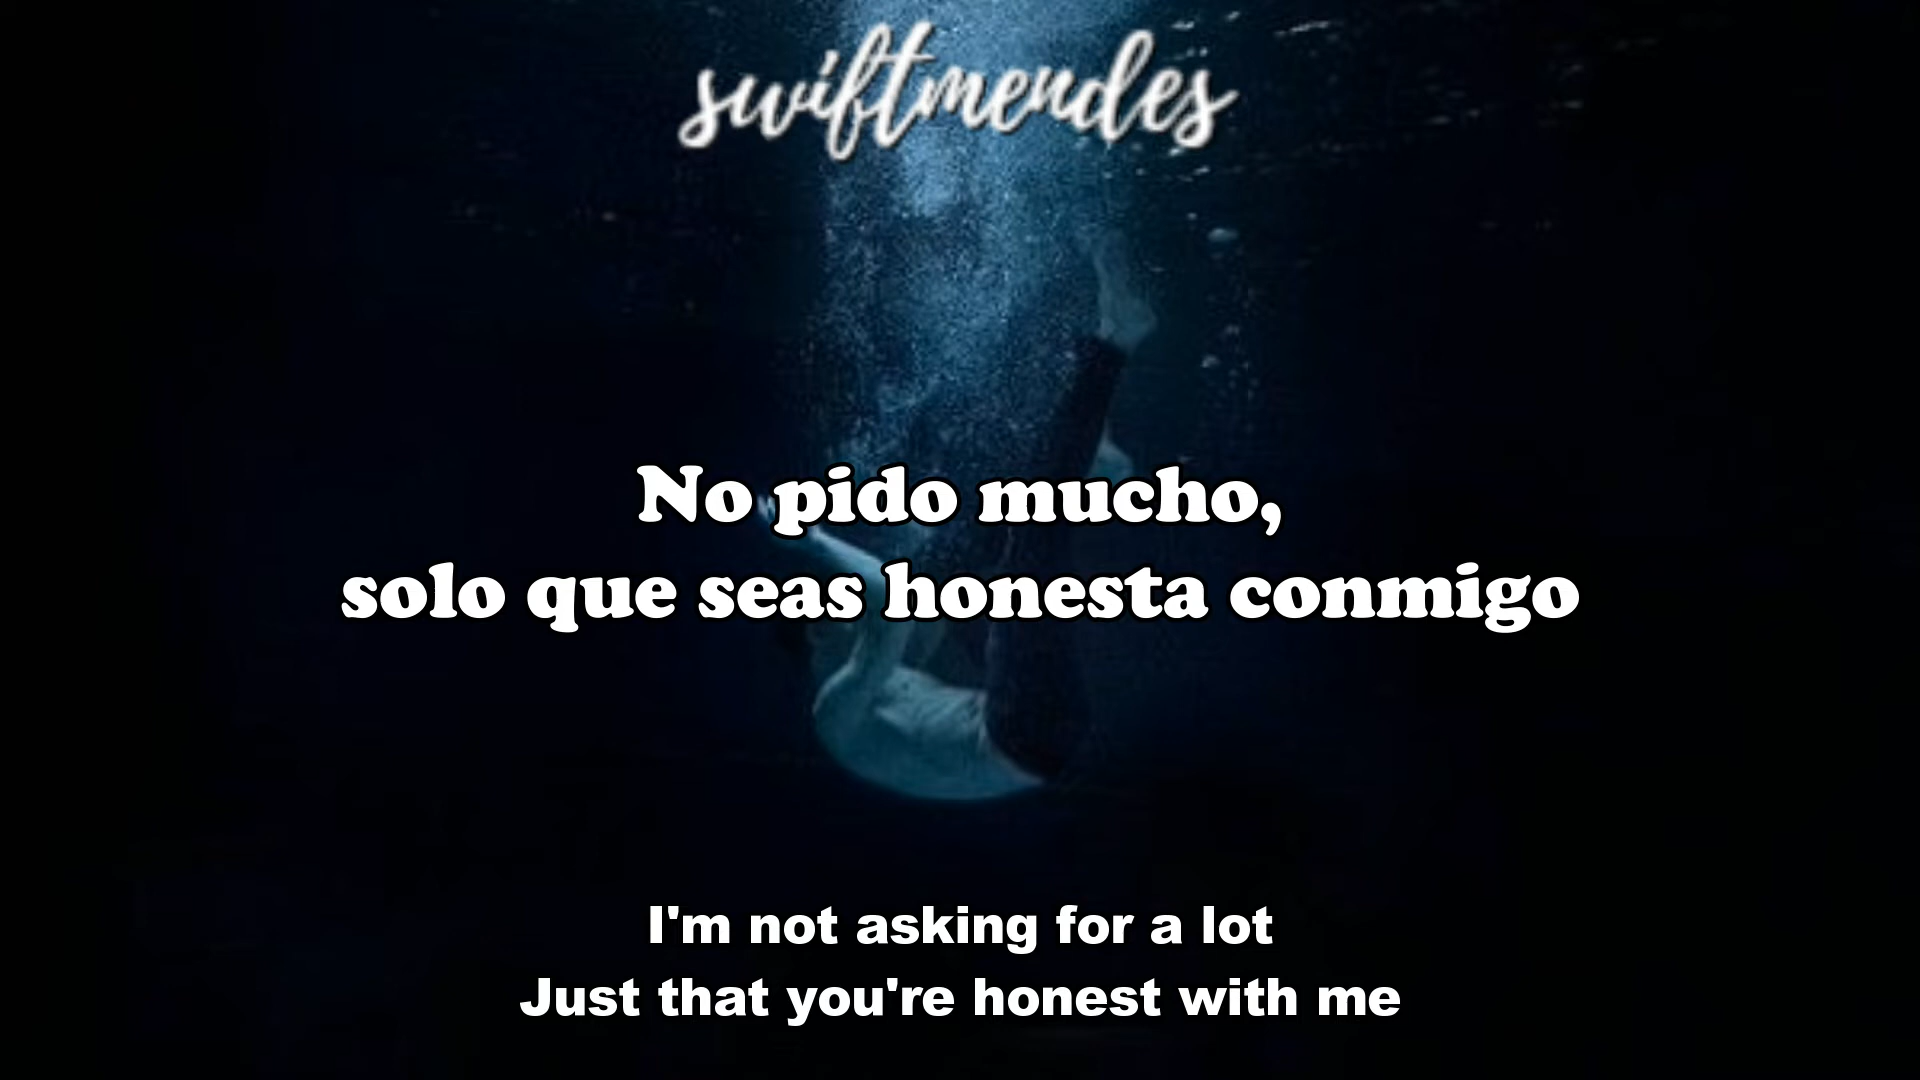 swiftmendes
No pido mucho,
solo que seas honesta conmigo
I'm not asking for a lot
Just that you're honest with me